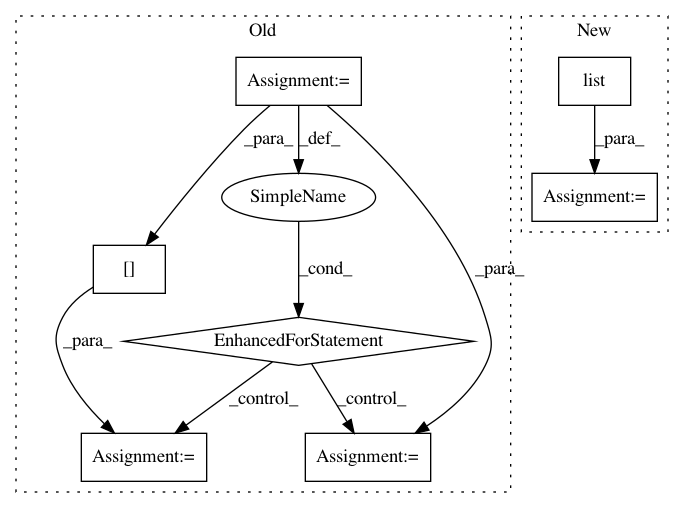 Old
New
Assignment:=
list
_para_
_def_
_para_
SimpleName
Assignment:=
[]
_cond_
_para_
_para_
EnhancedForStatement
_control_
_control_
Assignment:=
Assignment:=